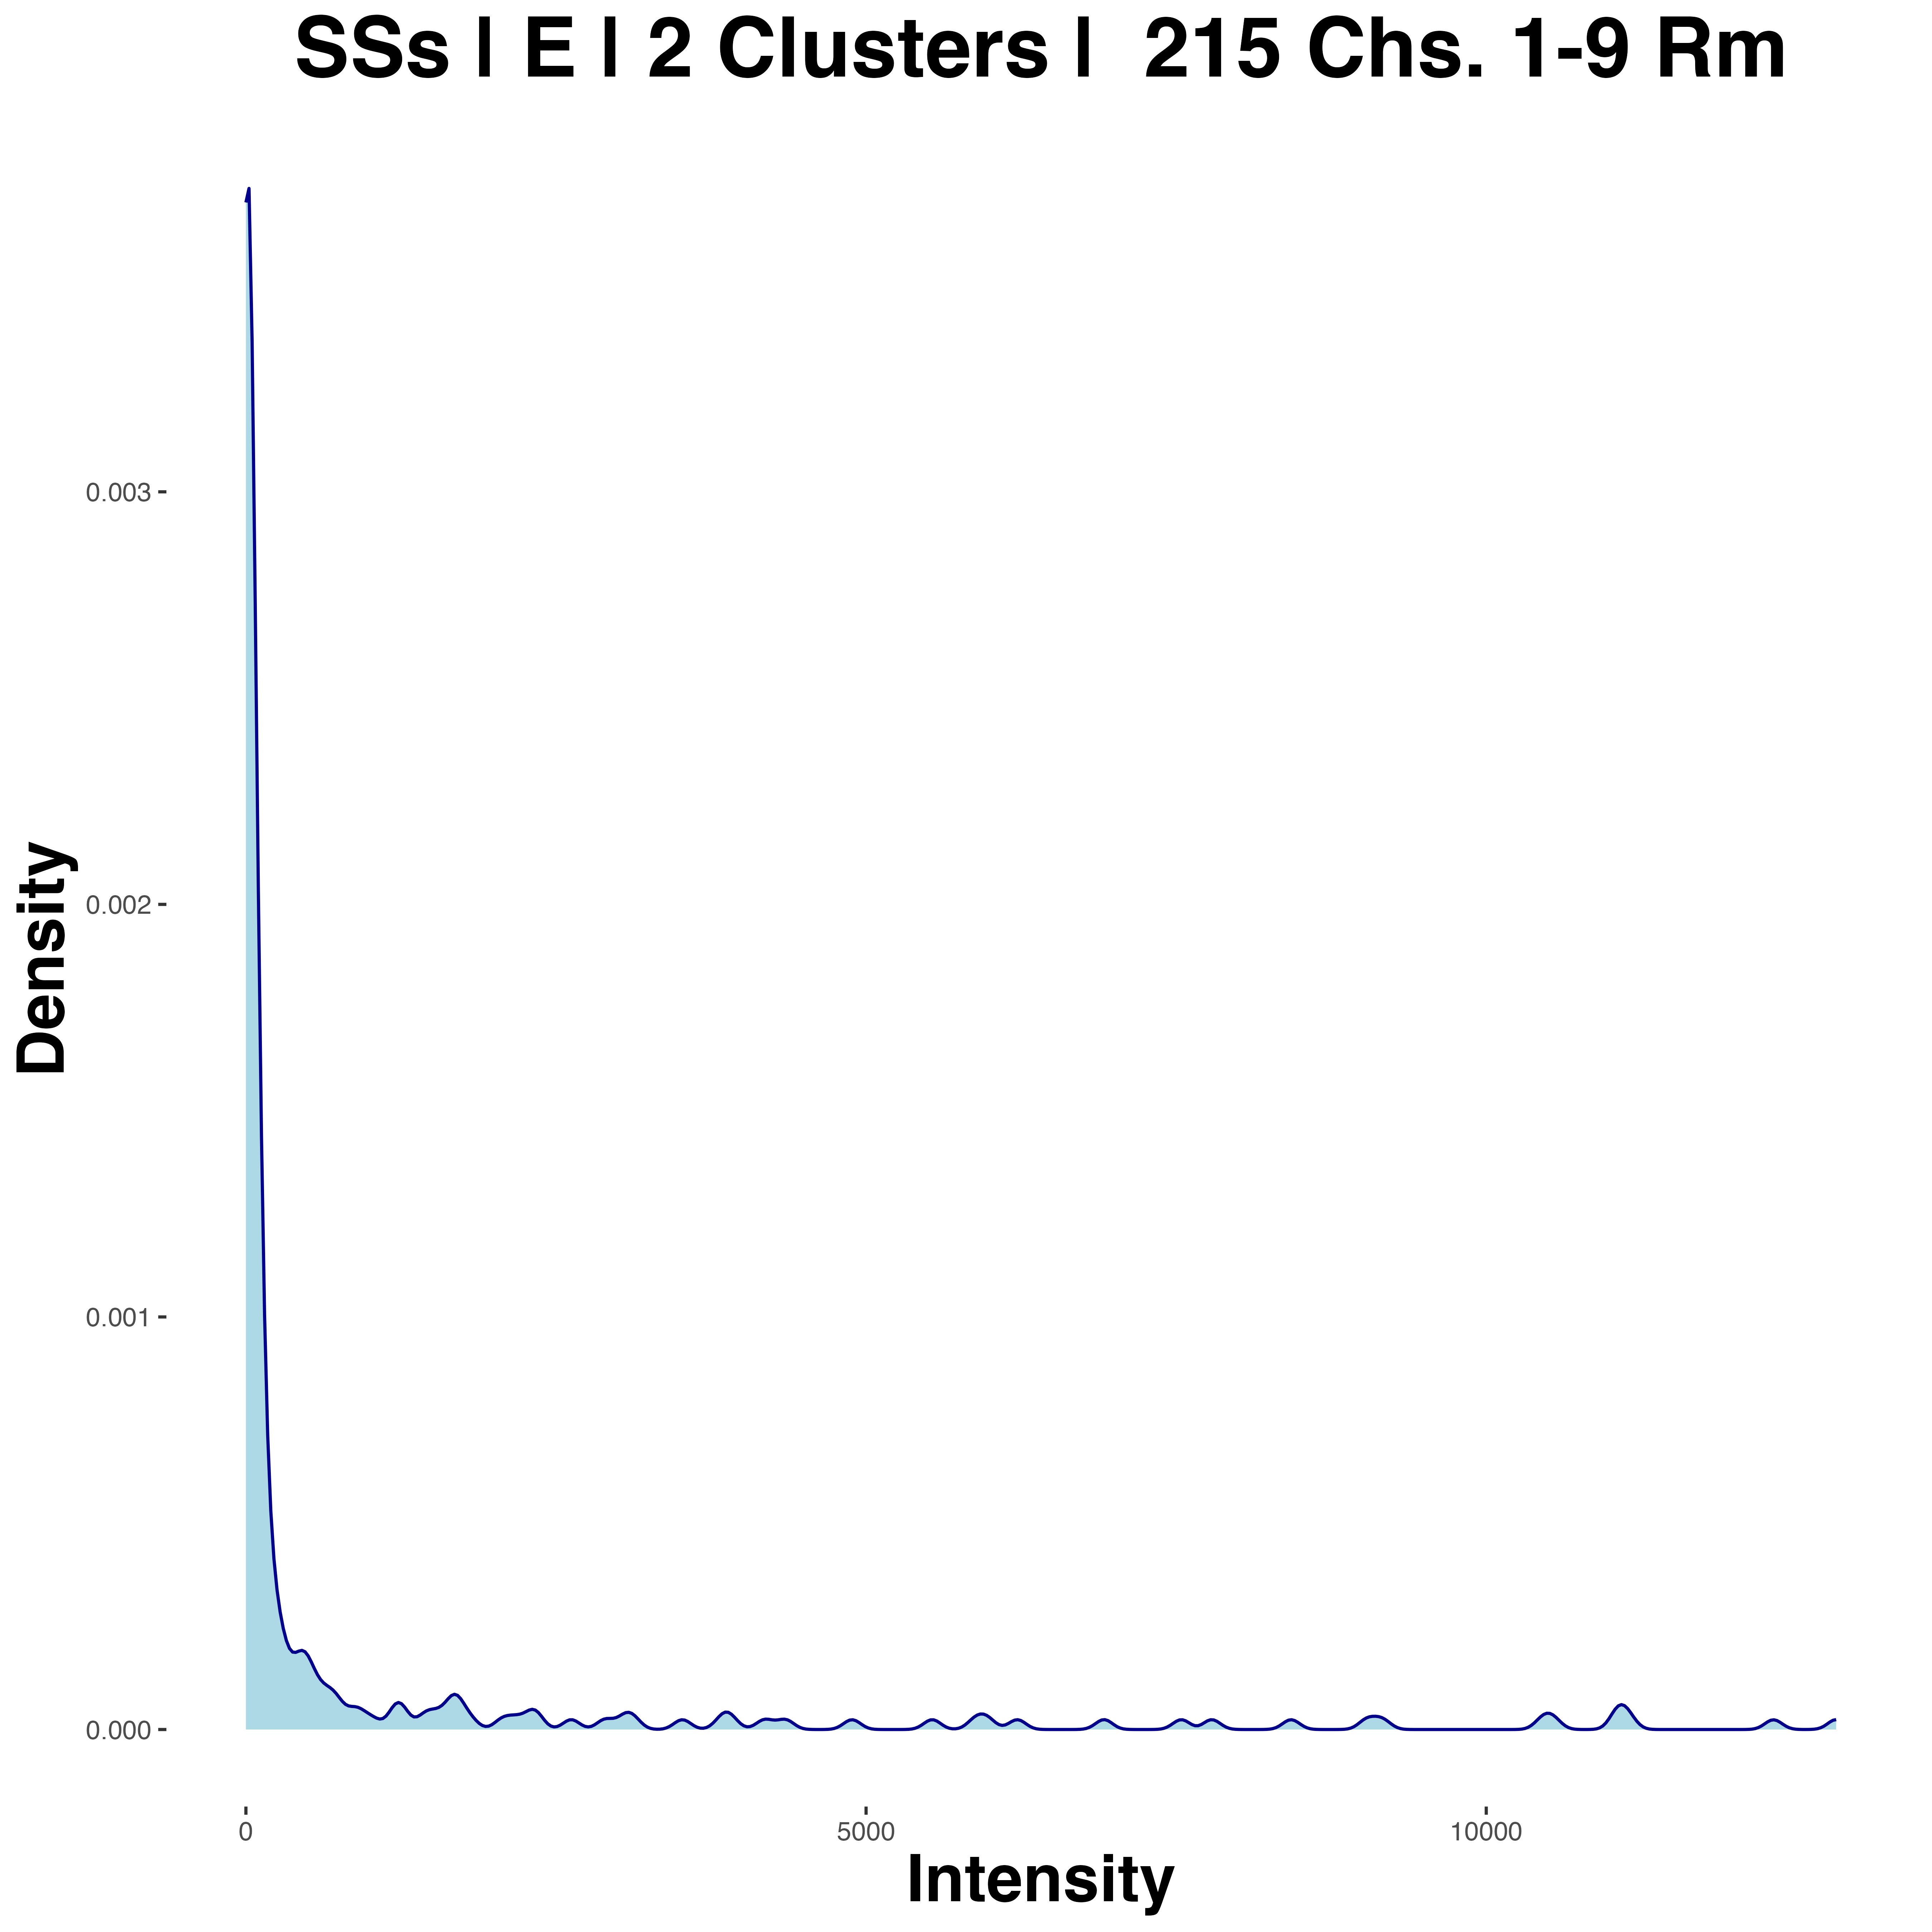 SSs | E | 2 Clusters |  215 Chs. 1-9 Rm
Density
0.003
0.002
0.001
0.000
0
5000
10000
Intensity